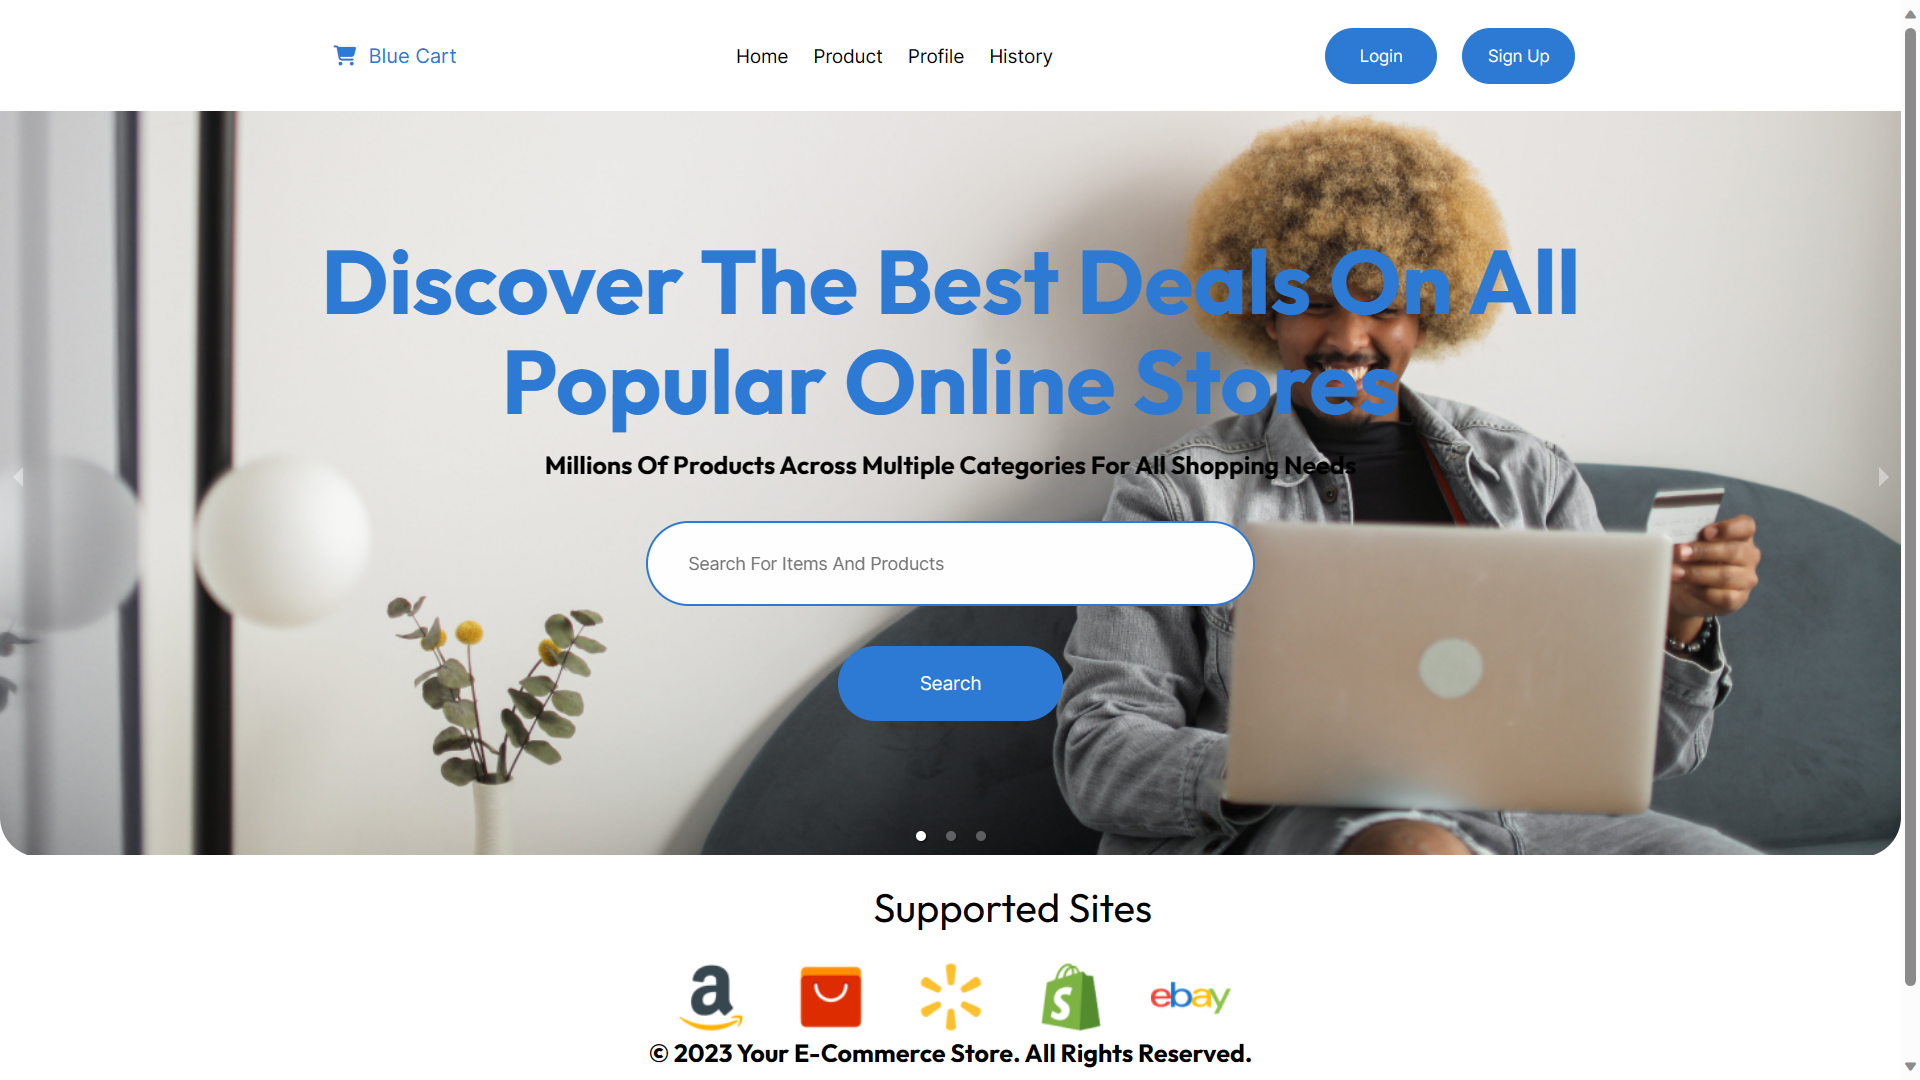 Blue Cart
Home Product Profile History
Login
Sign Up
Discover The Best Deals On All
Popular Online Stores
Millions Of Products Across Multiple Categories For All Shopping Needs
Search For Items And Products
Search
Supported Sites
a
S
ebay
© 2023 Your E-Commerce Store. All Rights Reserved.